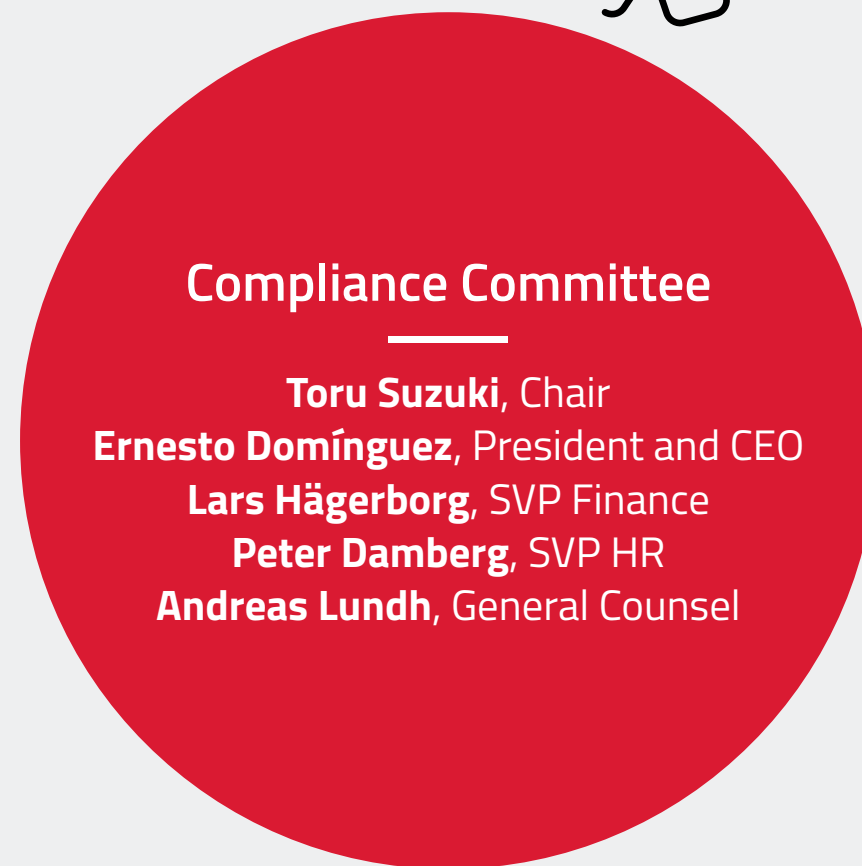 Compliance Committee
Toru Suzuki, Chair
Ernesto Domínguez, President and CEO
Lars Hägerborg, SVP Finance
Peter Damberg, SVP HR
Andreas Lundh, General Counsel